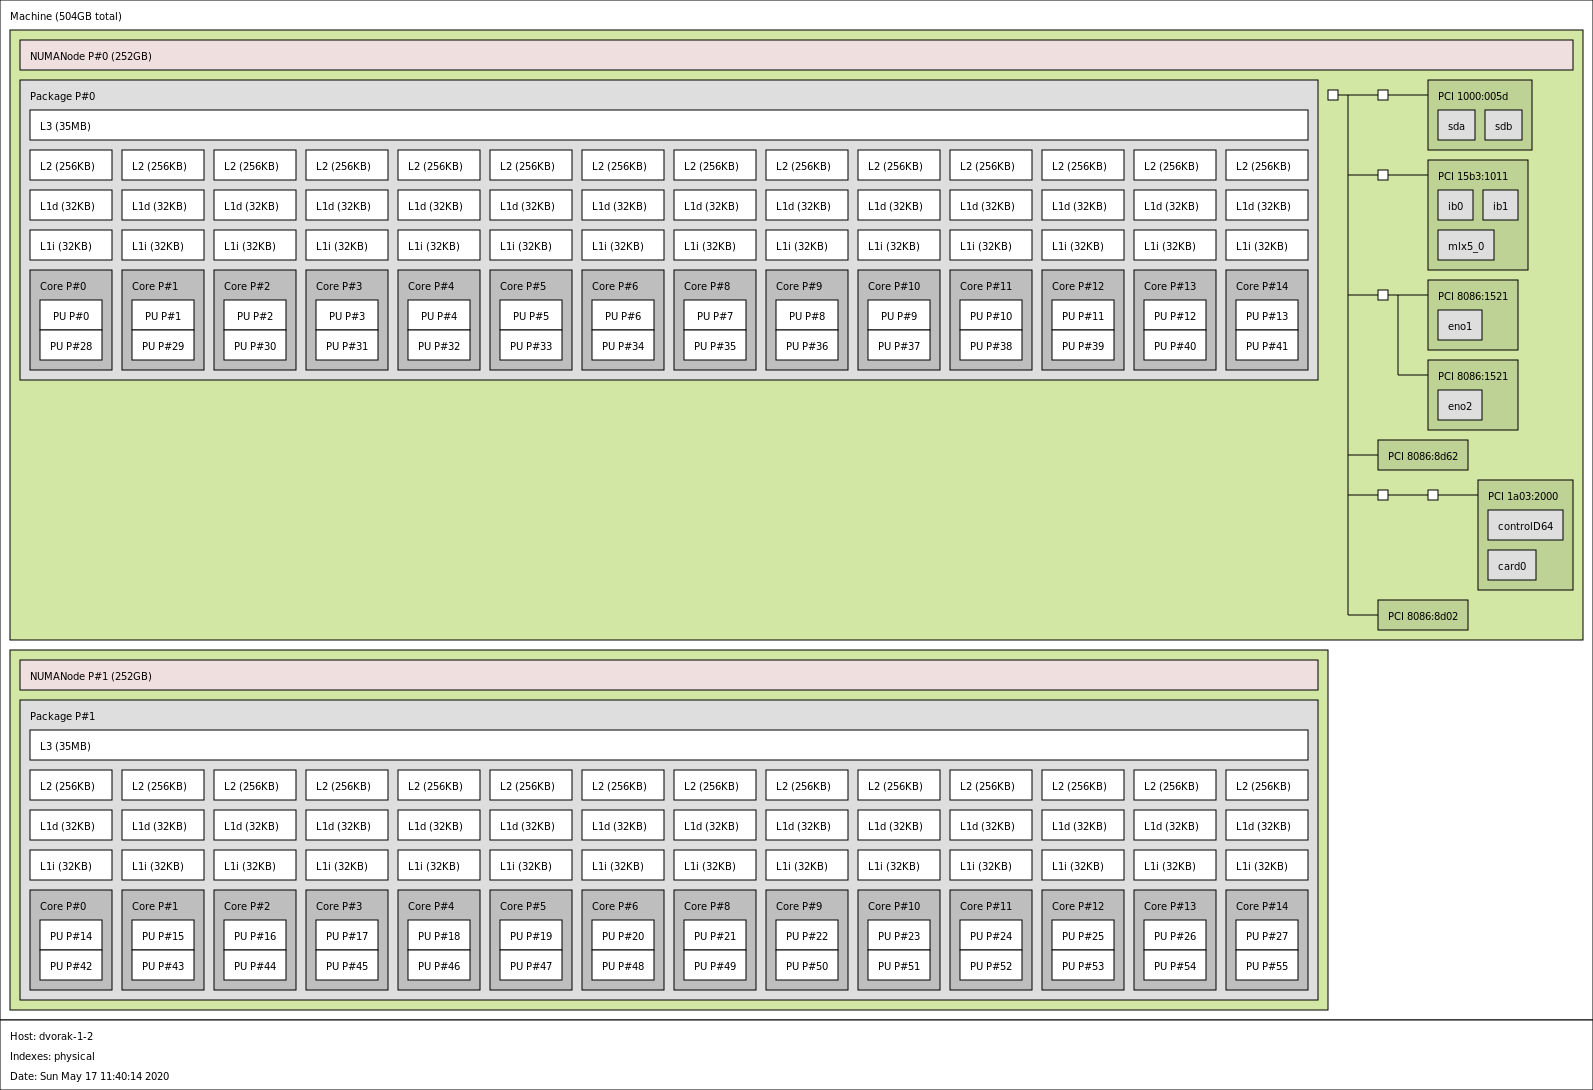 Machine (504GB total)
NUMANode P#0 (252GB)
Package P#0
L3 (35MB)
L2 (256KB) L2 (256KB) L2 (256KB) L2 (256KB) L2 (256KB) L2 (256KB) L2 (256KB) L2 (256KB) L2 (256KB) L2 (256KB) L2 (256KB) L2 (256KB) L2 (256KB) L2 (256KB)
L1d (32KB) L1d (32KB) L1d (32KB) L1d (32KB) L1d (32KB) L1d (32KB) L1d (32KB) L1d (32KB) L1d (32KB) L1d (32KB) L1d (32KB) L1d (32KB) L1d (32KB) L1d (32KB)
L1i (32KB) L1i (32KB) L1i (32KB) L1i (32KB) L1i (32KB) L1i (32KB) L1i (32KB) L1i (32KB) L1i (32KB) L1i (32KB) L1i (32KB) L1i (32KB) L1i (32KB) L1i (32KB)
Core P#0 Core P#1 Core P#2 Core P#3 Core P#4 Core P#5 Core P#6 Core P#8 Core P#9 Core P#10 Core P#11 Core P#12 Core P#13 Core P#14
PU P#0 PU P#1 PU P#2 PU P#3 PU P#4 PU P#5 PU P#6 PU P#7 PU P#8 PU P#9 PU P#10 PU P#11 PU P#12 PU P#13
PU P#28 PU P#29 PU P#30 PU P#31 PU P#32 PU P#33 PU P#34 PU P#35 PU P#36 PU P#37 PU P#38 PU P#39 PU P#40 PU P#41
PCI 1000:005d
sda sdb
PCI 15b3:1011
ib0 ib1
mlx5_0
PCI 8086:1521
eno1
PCI 8086:1521
eno2
PCI 8086:8d62
PCI 1a03:2000
controlD64
card0
PCI 8086:8d02
NUMANode P#1 (252GB)
Package P#1
L3 (35MB)
L2 (256KB) L2 (256KB) L2 (256KB) L2 (256KB) L2 (256KB) L2 (256KB) L2 (256KB) L2 (256KB) L2 (256KB) L2 (256KB) L2 (256KB) L2 (256KB) L2 (256KB) L2 (256KB)
L1d (32KB) L1d (32KB) L1d (32KB) L1d (32KB) L1d (32KB) L1d (32KB) L1d (32KB) L1d (32KB) L1d (32KB) L1d (32KB) L1d (32KB) L1d (32KB) L1d (32KB) L1d (32KB)
L1i (32KB) L1i (32KB) L1i (32KB) L1i (32KB) L1i (32KB) L1i (32KB) L1i (32KB) L1i (32KB) L1i (32KB) L1i (32KB) L1i (32KB) L1i (32KB) L1i (32KB) L1i (32KB)
Core P#0 Core P#1 Core P#2 Core P#3 Core P#4 Core P#5 Core P#6 Core P#8 Core P#9 Core P#10 Core P#11 Core P#12 Core P#13 Core P#14
PU P#14 PU P#15 PU P#16 PU P#17 PU P#18 PU P#19 PU P#20 PU P#21 PU P#22 PU P#23 PU P#24 PU P#25 PU P#26 PU P#27
PU P#42 PU P#43 PU P#44 PU P#45 PU P#46 PU P#47 PU P#48 PU P#49 PU P#50 PU P#51 PU P#52 PU P#53 PU P#54 PU P#55
Host: dvorak-1-2
Indexes: physical
Date: Sun May 17 11:40:14 2020